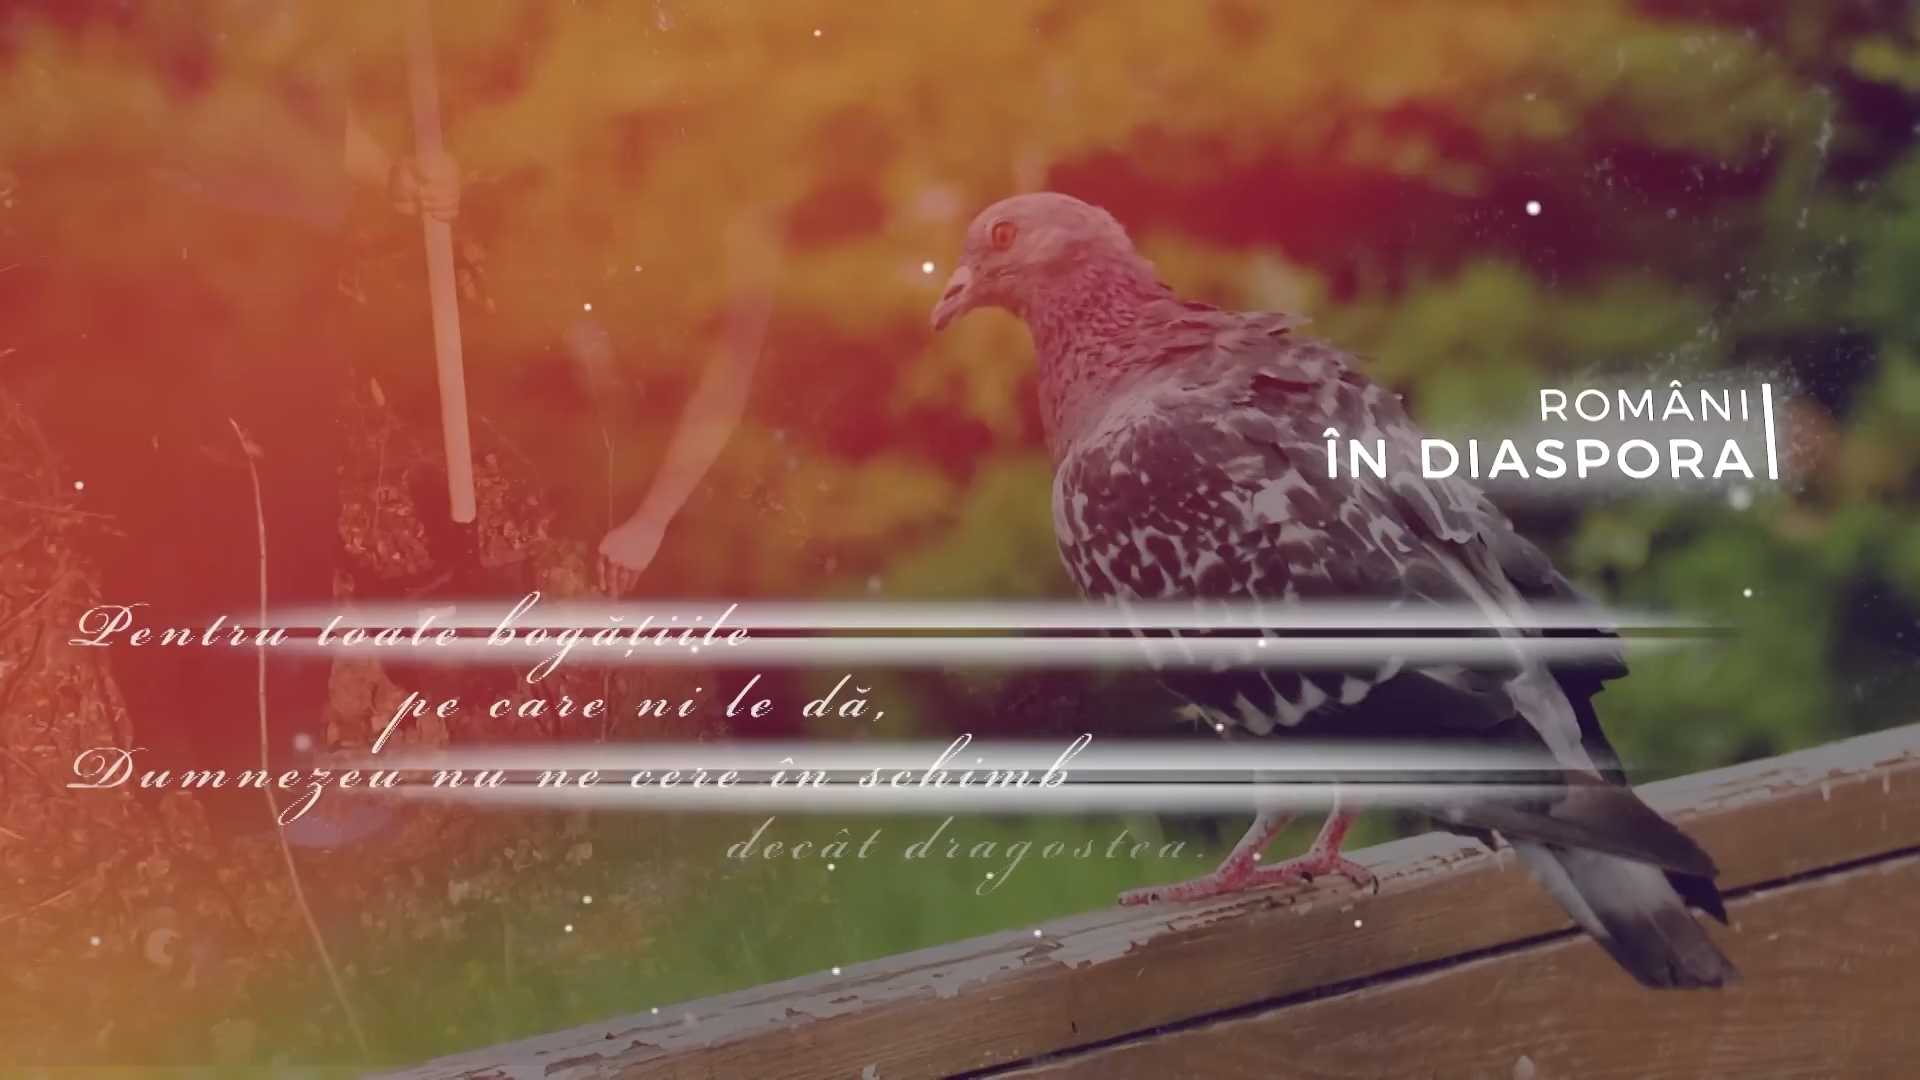 ROMÂNI
ÎN DIASPORA
Pentru toate bogățiile
pe care ni le dă,
Dumnezeu nu ne cere în schimb
decât dragostea.